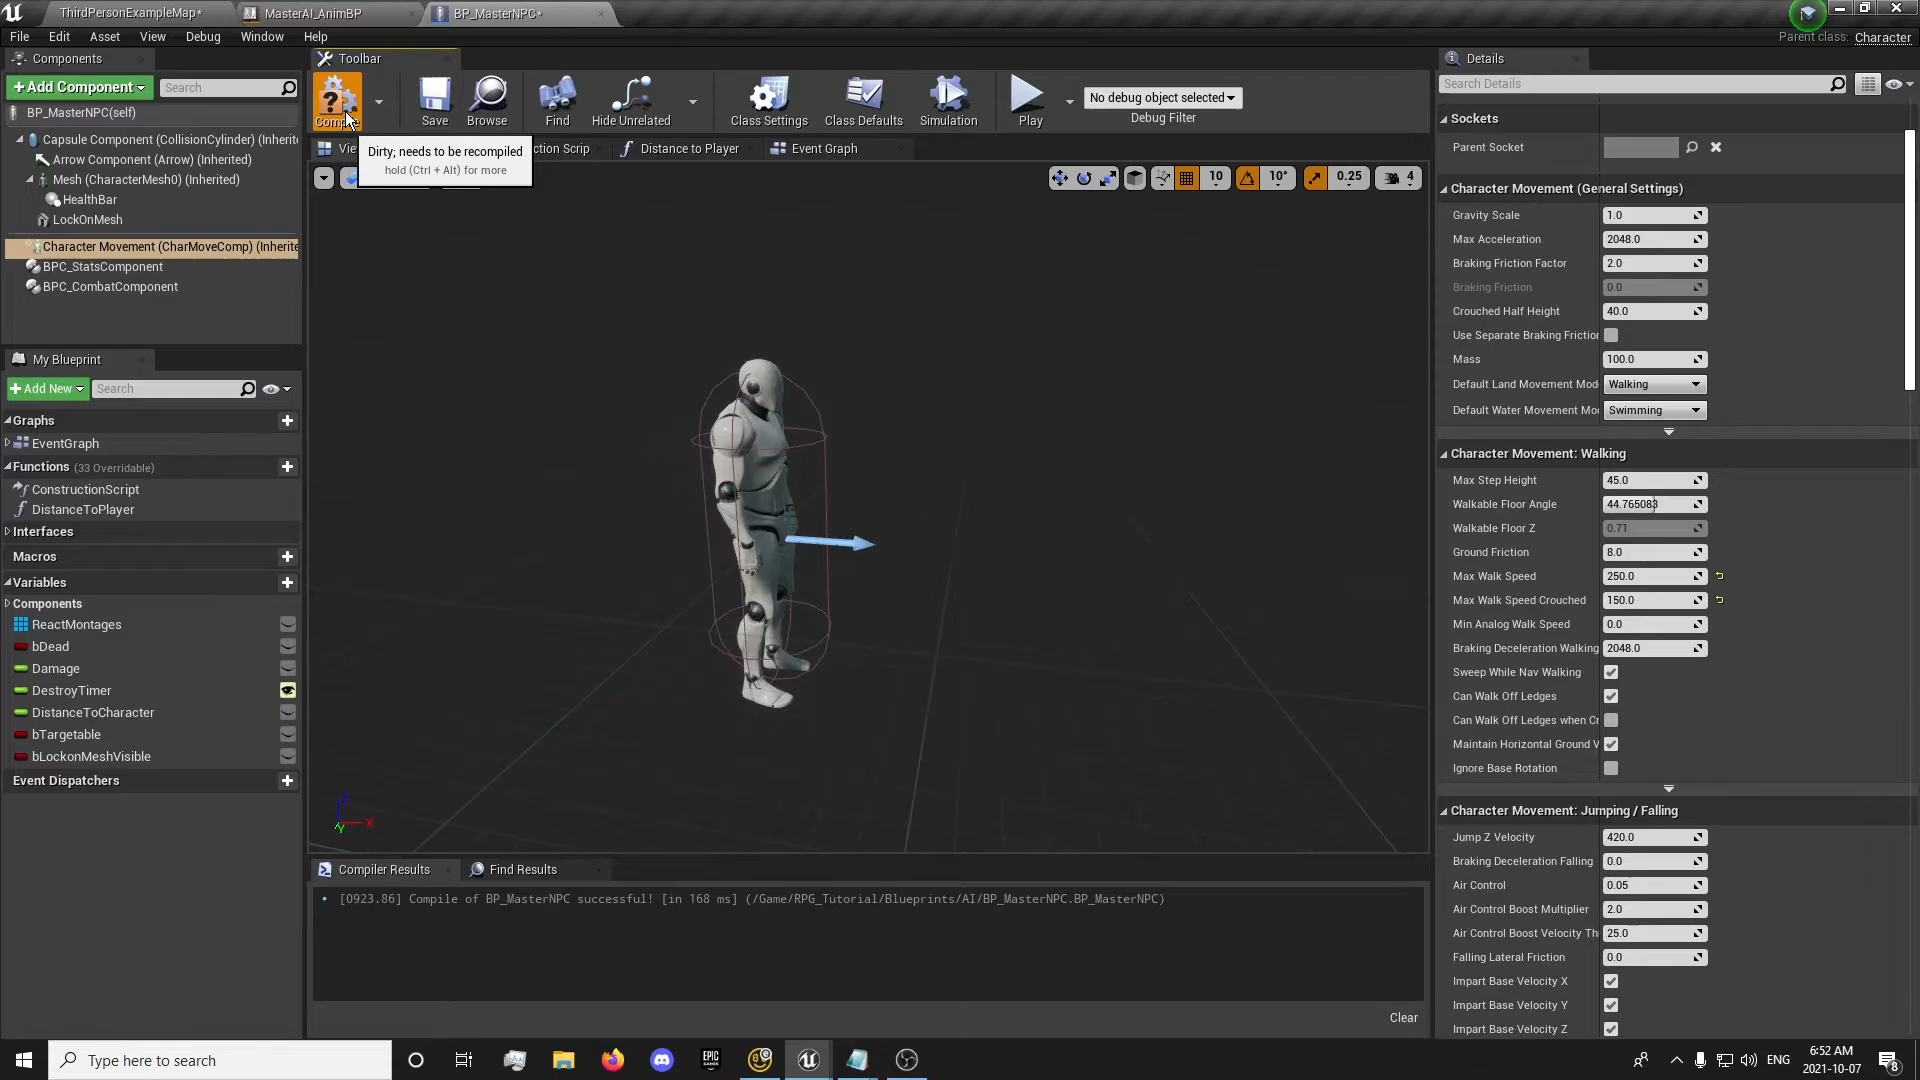 ThirdPersonExampleMap*
MasterAI_AnimBP
BP_MasterNPC*
File Edit Asset View Debug Window Help
Parent class: Character
Components
Toolbar
Details
Add Component
Search
Search Details
BP_MasterNPC(self)
Capsule Component (CollisionCylinder) (Inherit
Arrow Component (Arrow) (Inherited)
Mesh (CharacterMesh0) (Inherited)
HealthBar
LockOnMesh
Character Movement (CharMoveComp) (Inherite
BPC_StatsComponent
BPC_CombatComponent
Save
Browse
Find
Hide Unrelated
Class Settings
Class Defaults
Simulation
Play
No debug object selected
Debug Filter
ction Scrip
Distance to Player
Event Graph
Dirty; needs to be recompiled
hold (Ctrl + Alt) for more
10
10°
0.25
4
My Blueprint
Add New
Search
Graphs
EventGraph
Functions (33 Overridable)
ConstructionScript
DistanceToPlayer
Interfaces
Macros
Variables
Components
ReactMontages
bDead
Damage
DestroyTimer
DistanceToCharacter
bTargetable
bLockonMeshVisible
Event Dispatchers
Z
X
Y
Compiler Results
Find Results
[0923.86] Compile of BP_MasterNPC successful! [in 168 ms] (/Game/RPG_Tutorial/Blueprints/AI/BP_MasterNPC.BP_MasterNPC)
Clear
Sockets
Parent Socket
Character Movement (General Settings)
Gravity Scale 1.0
Max Acceleration 2048.0
Braking Friction Factor 2.0
Braking Friction 0.0
Crouched Half Height 40.0
Use Separate Braking Friction
Mass 100.0
Default Land Movement Mod Walking
Default Water Movement Mo Swimming
Character Movement: Walking
Max Step Height 45.0
Walkable Floor Angle 44.765083
Walkable Floor Z 0.71
Ground Friction 8.0
Max Walk Speed 250.0
Max Walk Speed Crouched 150.0
Min Analog Walk Speed 0.0
Braking Deceleration Walking 2048.0
Sweep While Nav Walking
Can Walk Off Ledges
Can Walk Off Ledges when Cr
Maintain Horizontal Ground V
Ignore Base Rotation
Character Movement: Jumping / Falling
Jump Z Velocity 420.0
Braking Deceleration Falling 0.0
Air Control 0.05
Air Control Boost Multiplier 2.0
Air Control Boost Velocity Th 25.0
Falling Lateral Friction 0.0
Impart Base Velocity X
Impart Base Velocity Y
Impart Base Velocity Z
Type here to search
EPIC GAMES
ENG
6:52 AM
2021-10-07
8